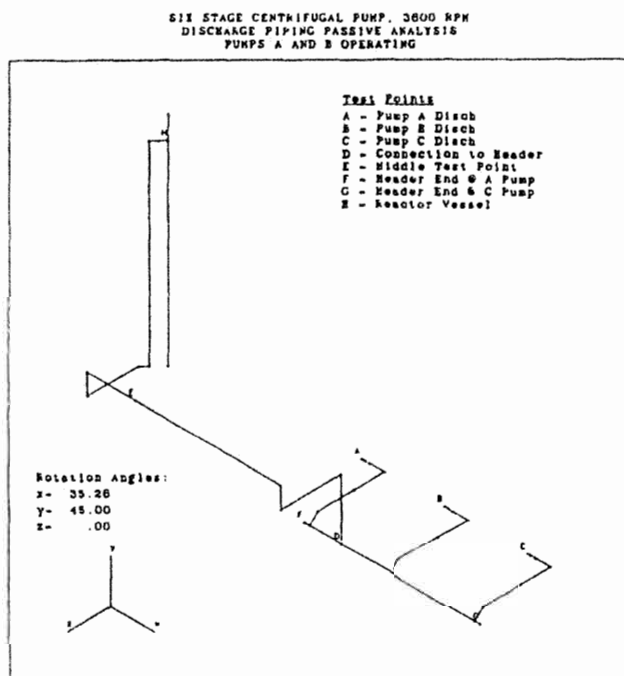 SIX STAGE CENTRIFUGAL PUMP, 3600 RPM
DISCHARGE PIPING PASSIVE ANALYSIS
PUMPS A AND B OPERATING
Test Points
A - Pump A Disch
B - Pump B Disch
C - Pump C Disch
D - Connection to Header
E - Middle Test Point
F - Header End @ A Pump
G - Header End & C Pump
H - Reactor Vessel
H
E
A
B
F
D
C
G
Rotation Angles:
x- 35.26
y- 45.00
z- .00
Y